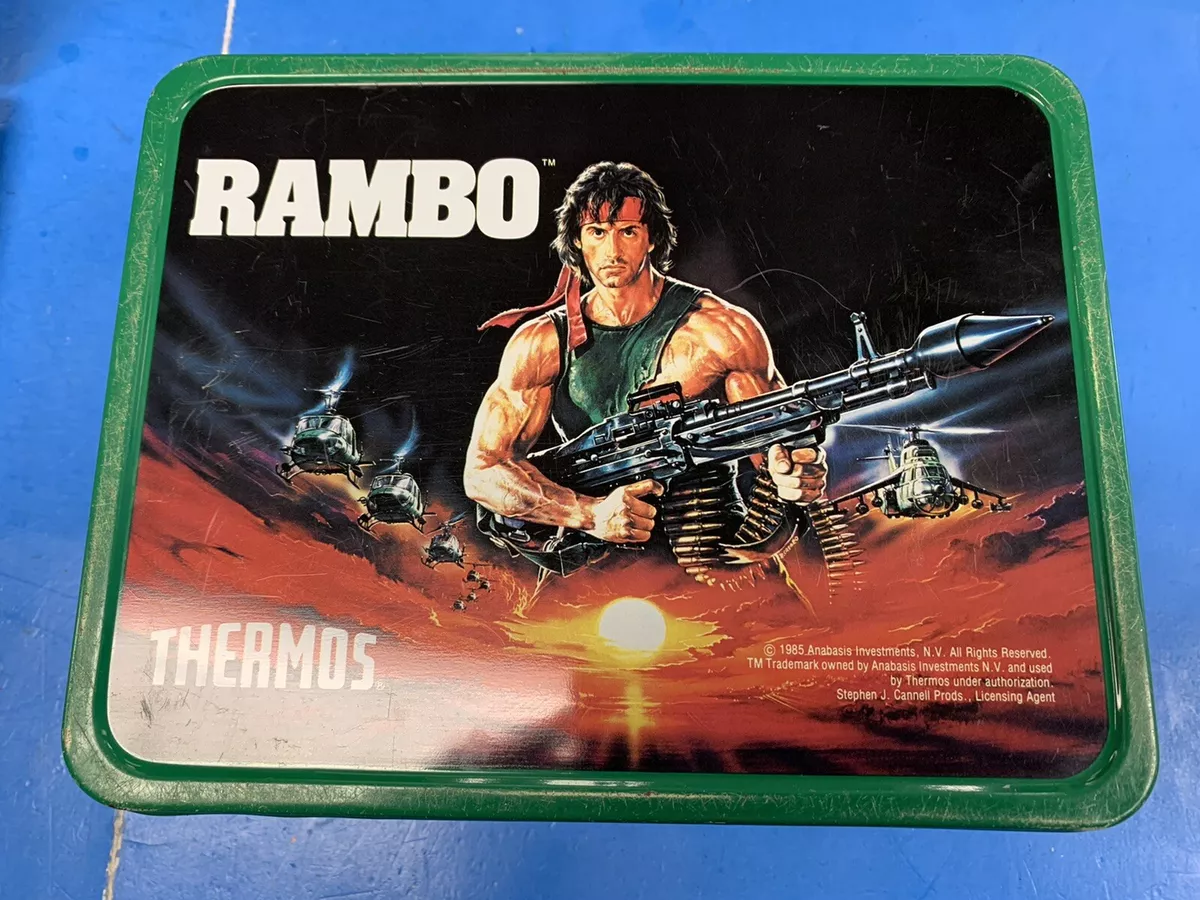 RAMBO™
THERMOS®
© 1985 Anabasis Investments, N.V. All Rights Reserved.
TM Trademark owned by Anabasis Investments N.V. and used
by Thermos under authorization.
Stephen J. Cannell Prods., Licensing Agent